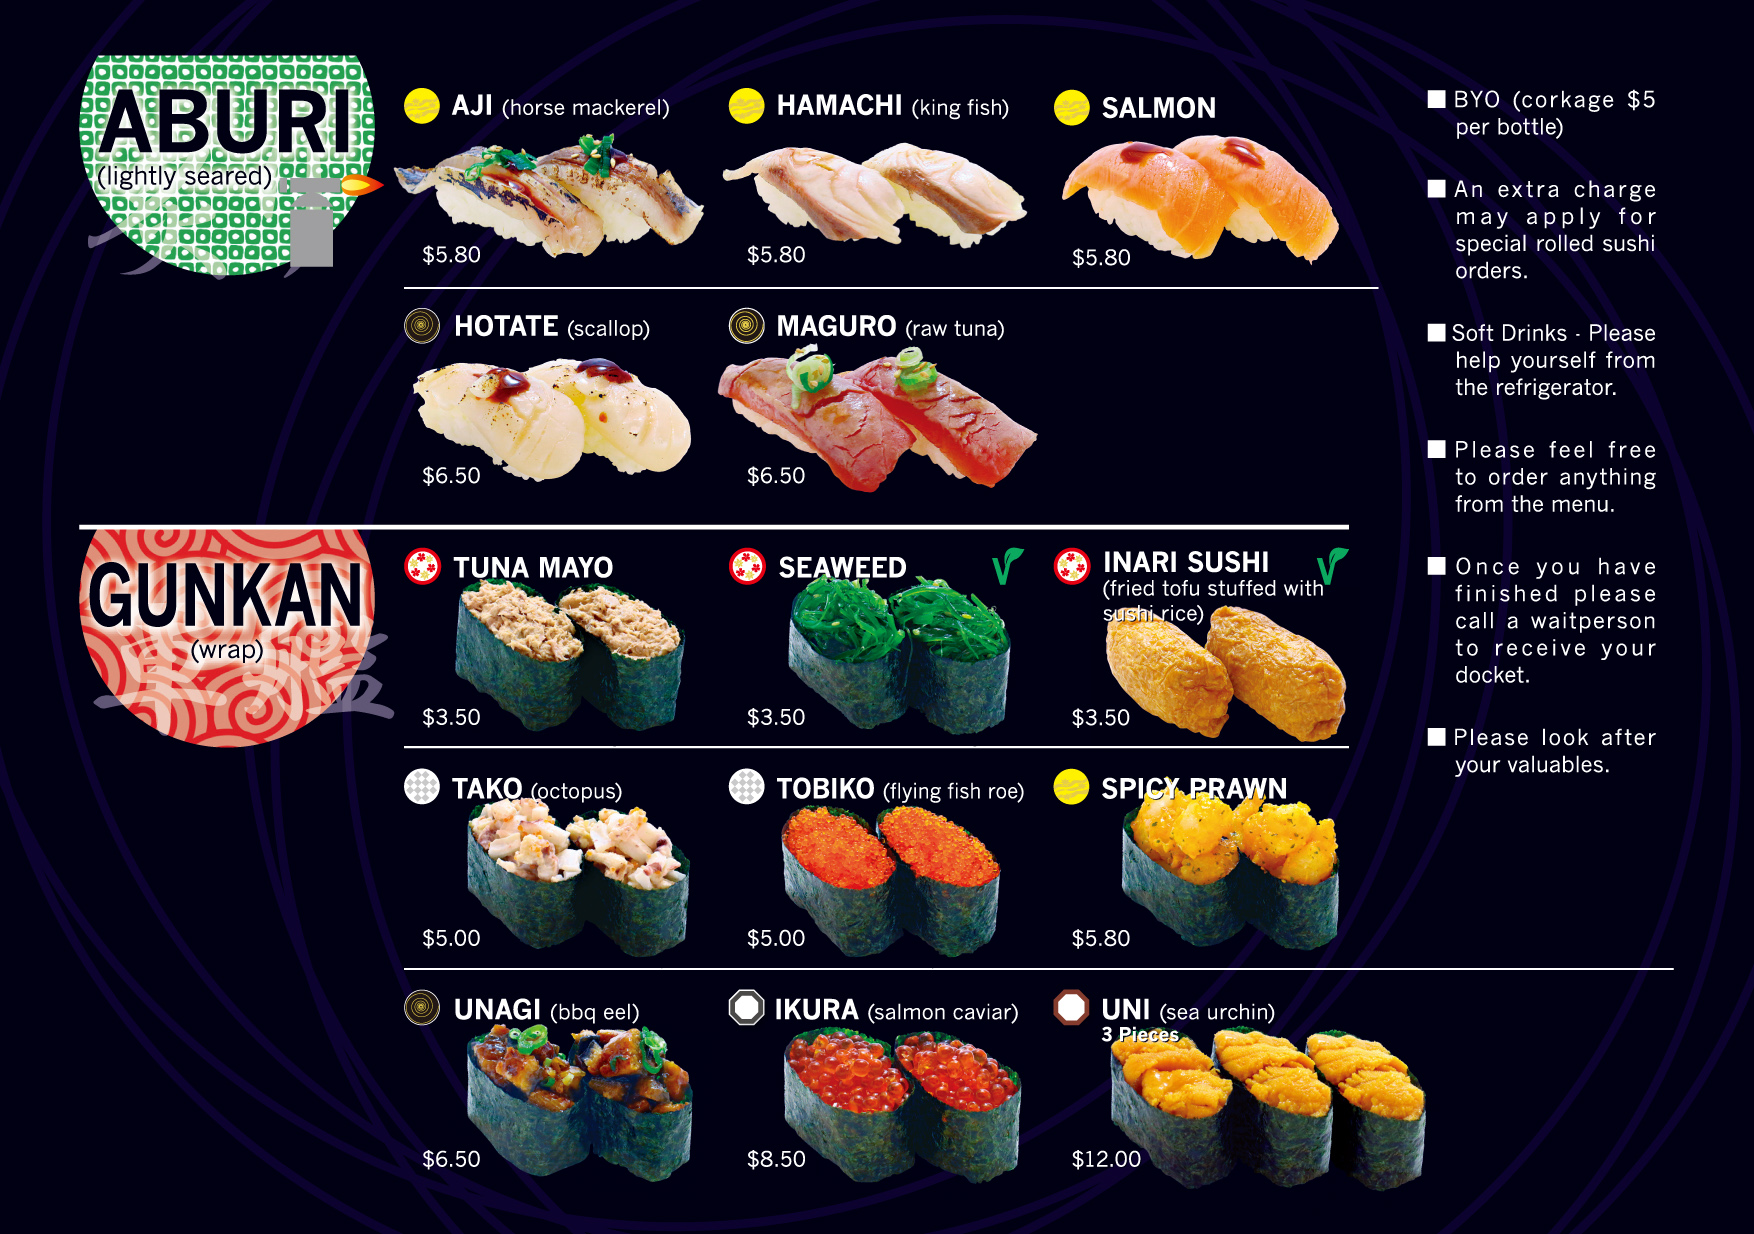 ABURI
(lightly seared)
AJI (horse mackerel)
$5.80
HAMACHI (king fish)
$5.80
SALMON
$5.80
HOTATE (scallop)
$6.50
MAGURO (raw tuna)
$6.50
GUNKAN
(wrap)
軍艦
TUNA MAYO
$3.50
SEAWEED
V
$3.50
INARI SUSHI
V
(fried tofu stuffed with
sushi rice)
$3.50
TAKO (octopus)
$5.00
TOBIKO (flying fish roe)
$5.00
SPICY PRAWN
$5.80
UNAGI (bbq eel)
$6.50
IKURA (salmon caviar)
$8.50
UNI (sea urchin)
3 Pieces
$12.00
BYO (corkage $5
per bottle)
An extra charge
may apply for
special rolled sushi
orders.
Soft Drinks - Please
help yourself from
the refrigerator.
Please feel free
to order anything
from the menu.
Once you have
finished please
call a waitperson
to receive your
docket.
Please look after
your valuables.